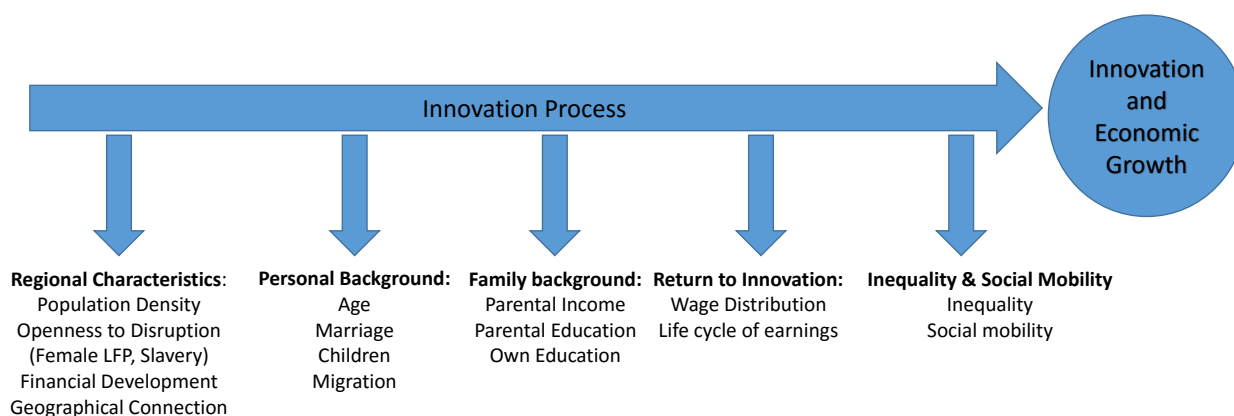 Innovation
and
Economic
Growth
Innovation Process
Regional Characteristics:
Population Density
Openness to Disruption
(Female LFP, Slavery)
Financial Development
Geographical Connection
Personal Background:
Age
Marriage
Children
Migration
Family background:
Parental Income
Parental Education
Own Education
Return to Innovation:
Wage Distribution
Life cycle of earnings
Inequality & Social Mobility
Inequality
Social mobility